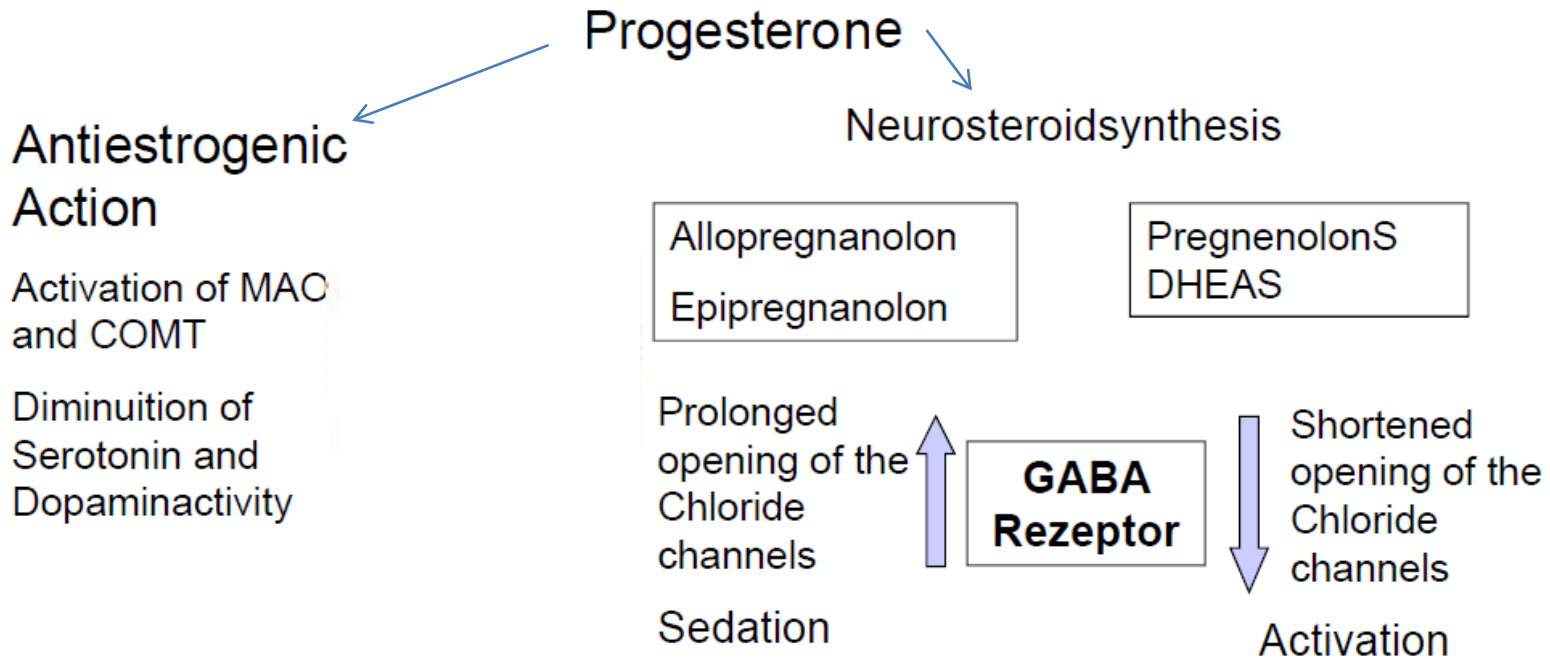 Progesterone
Antiestrogenic
Action
Activation of MAO
and COMT
Diminuition of
Serotonin and
Dopaminactivity
Neurosteroidsynthesis
Allopregnanolon
Epipregnanolon
PregnenolonS
DHEAS
Prolonged
opening of the
Chloride
channels
Sedation
GABA
Rezeptor
Shortened
opening of the
Chloride
channels
Activation